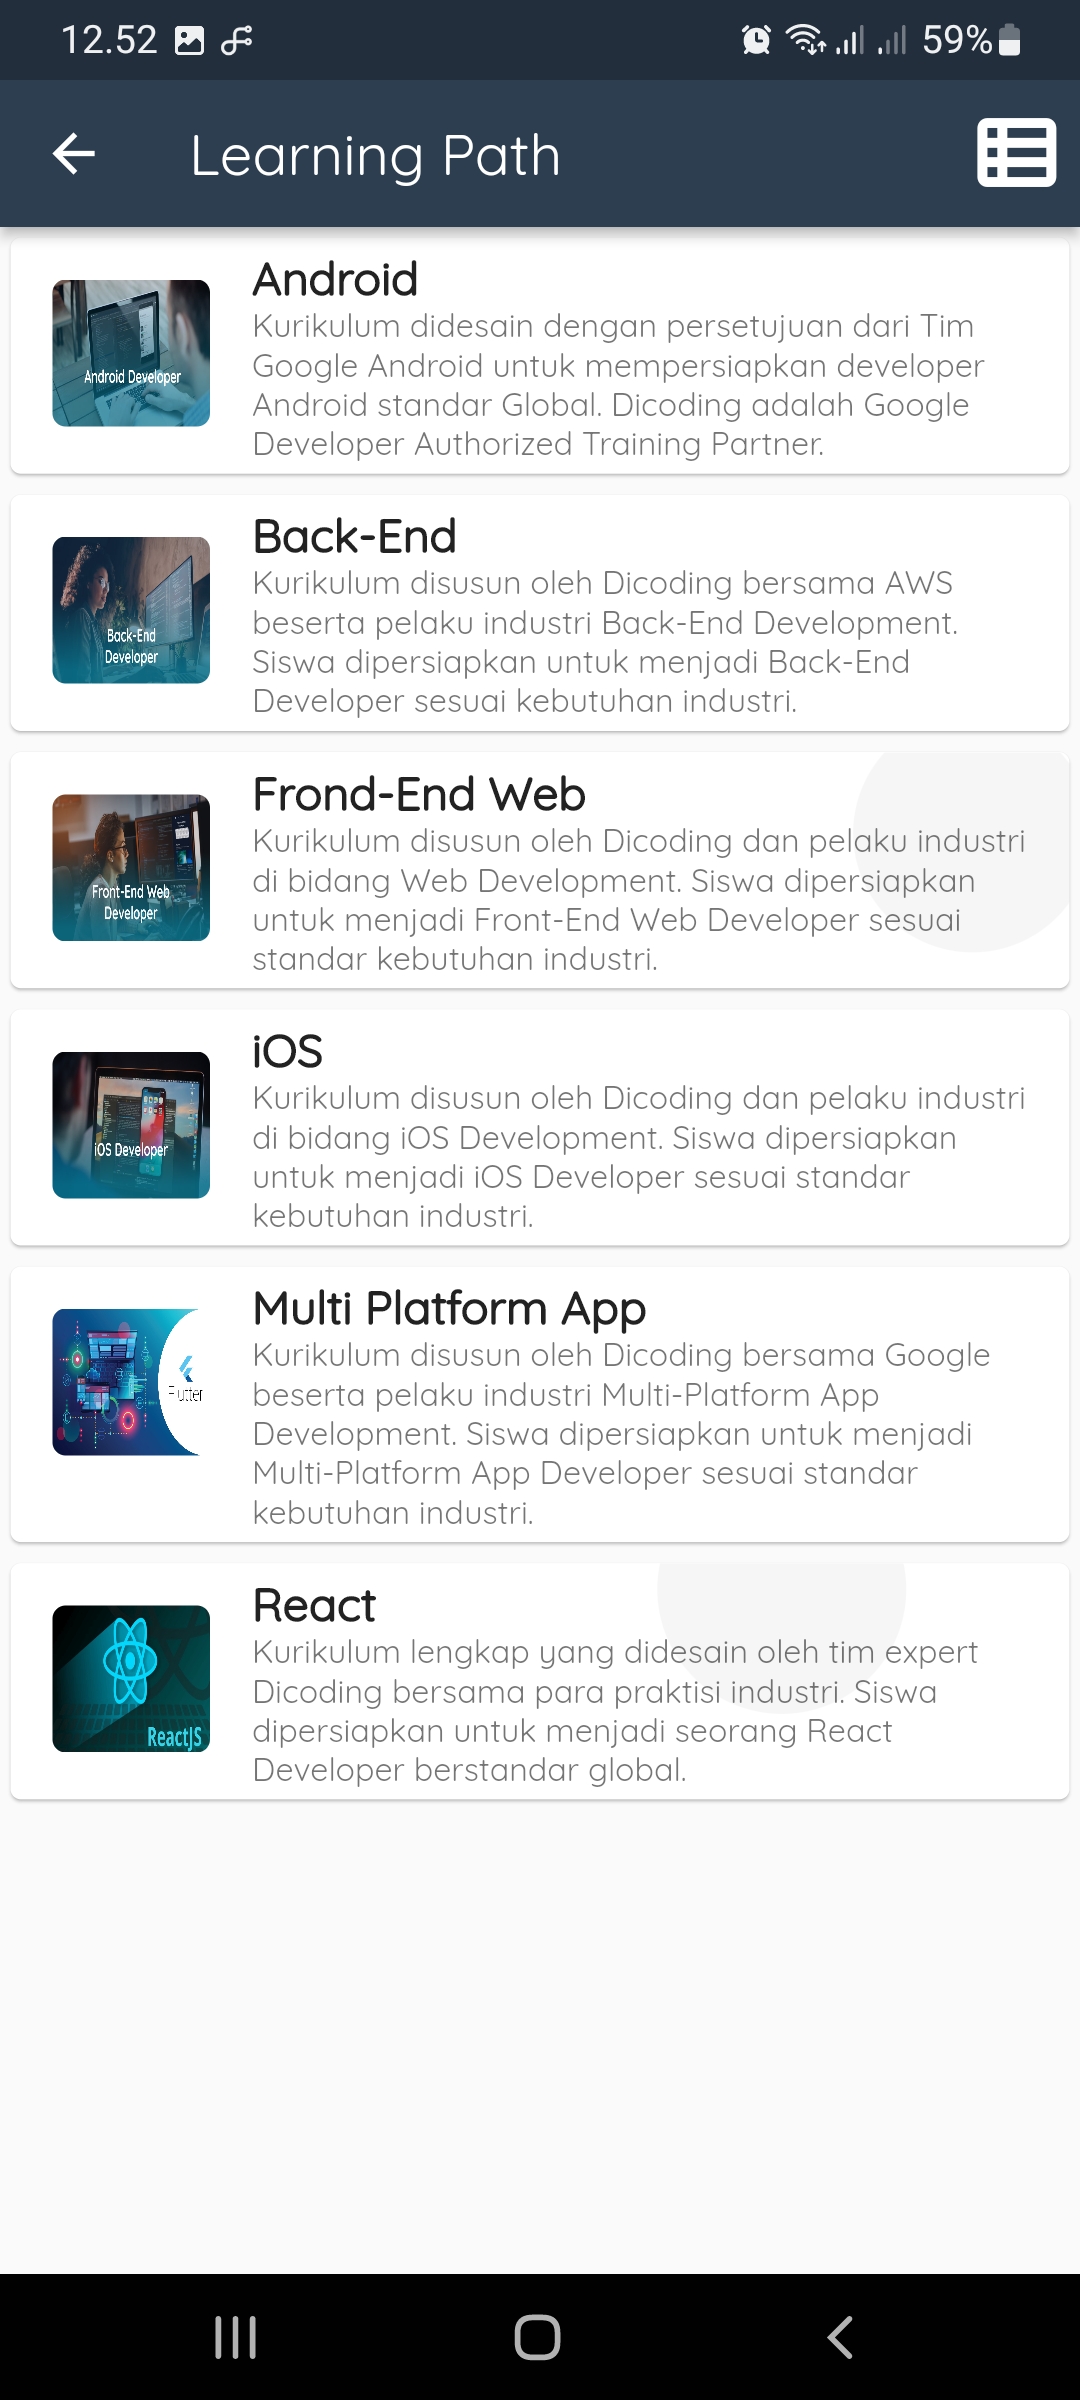 12.52
59%
Learning Path
Android
Kurikulum didesain dengan persetujuan dari Tim
Google Android untuk mempersiapkan developer
Android standar Global. Dicoding adalah Google
Developer Authorized Training Partner.
Android Developer
Back-End
Kurikulum disusun oleh Dicoding bersama AWS
beserta pelaku industri Back-End Development.
Siswa dipersiapkan untuk menjadi Back-End
Developer sesuai kebutuhan industri.
Back-End
Developer
Frond-End Web
Kurikulum disusun oleh Dicoding dan pelaku industri
di bidang Web Development. Siswa dipersiapkan
untuk menjadi Front-End Web Developer sesuai
standar kebutuhan industri.
Front-End Web
Developer
iOS
Kurikulum disusun oleh Dicoding dan pelaku industri
di bidang iOS Development. Siswa dipersiapkan
untuk menjadi iOS Developer sesuai standar
kebutuhan industri.
iOS Developer
Multi Platform App
Kurikulum disusun oleh Dicoding bersama Google
beserta pelaku industri Multi-Platform App
Development. Siswa dipersiapkan untuk menjadi
Multi-Platform App Developer sesuai standar
kebutuhan industri.
Flutter
React
Kurikulum lengkap yang didesain oleh tim expert
Dicoding bersama para praktisi industri. Siswa
dipersiapkan untuk menjadi seorang React
Developer berstandar global.
ReactJS